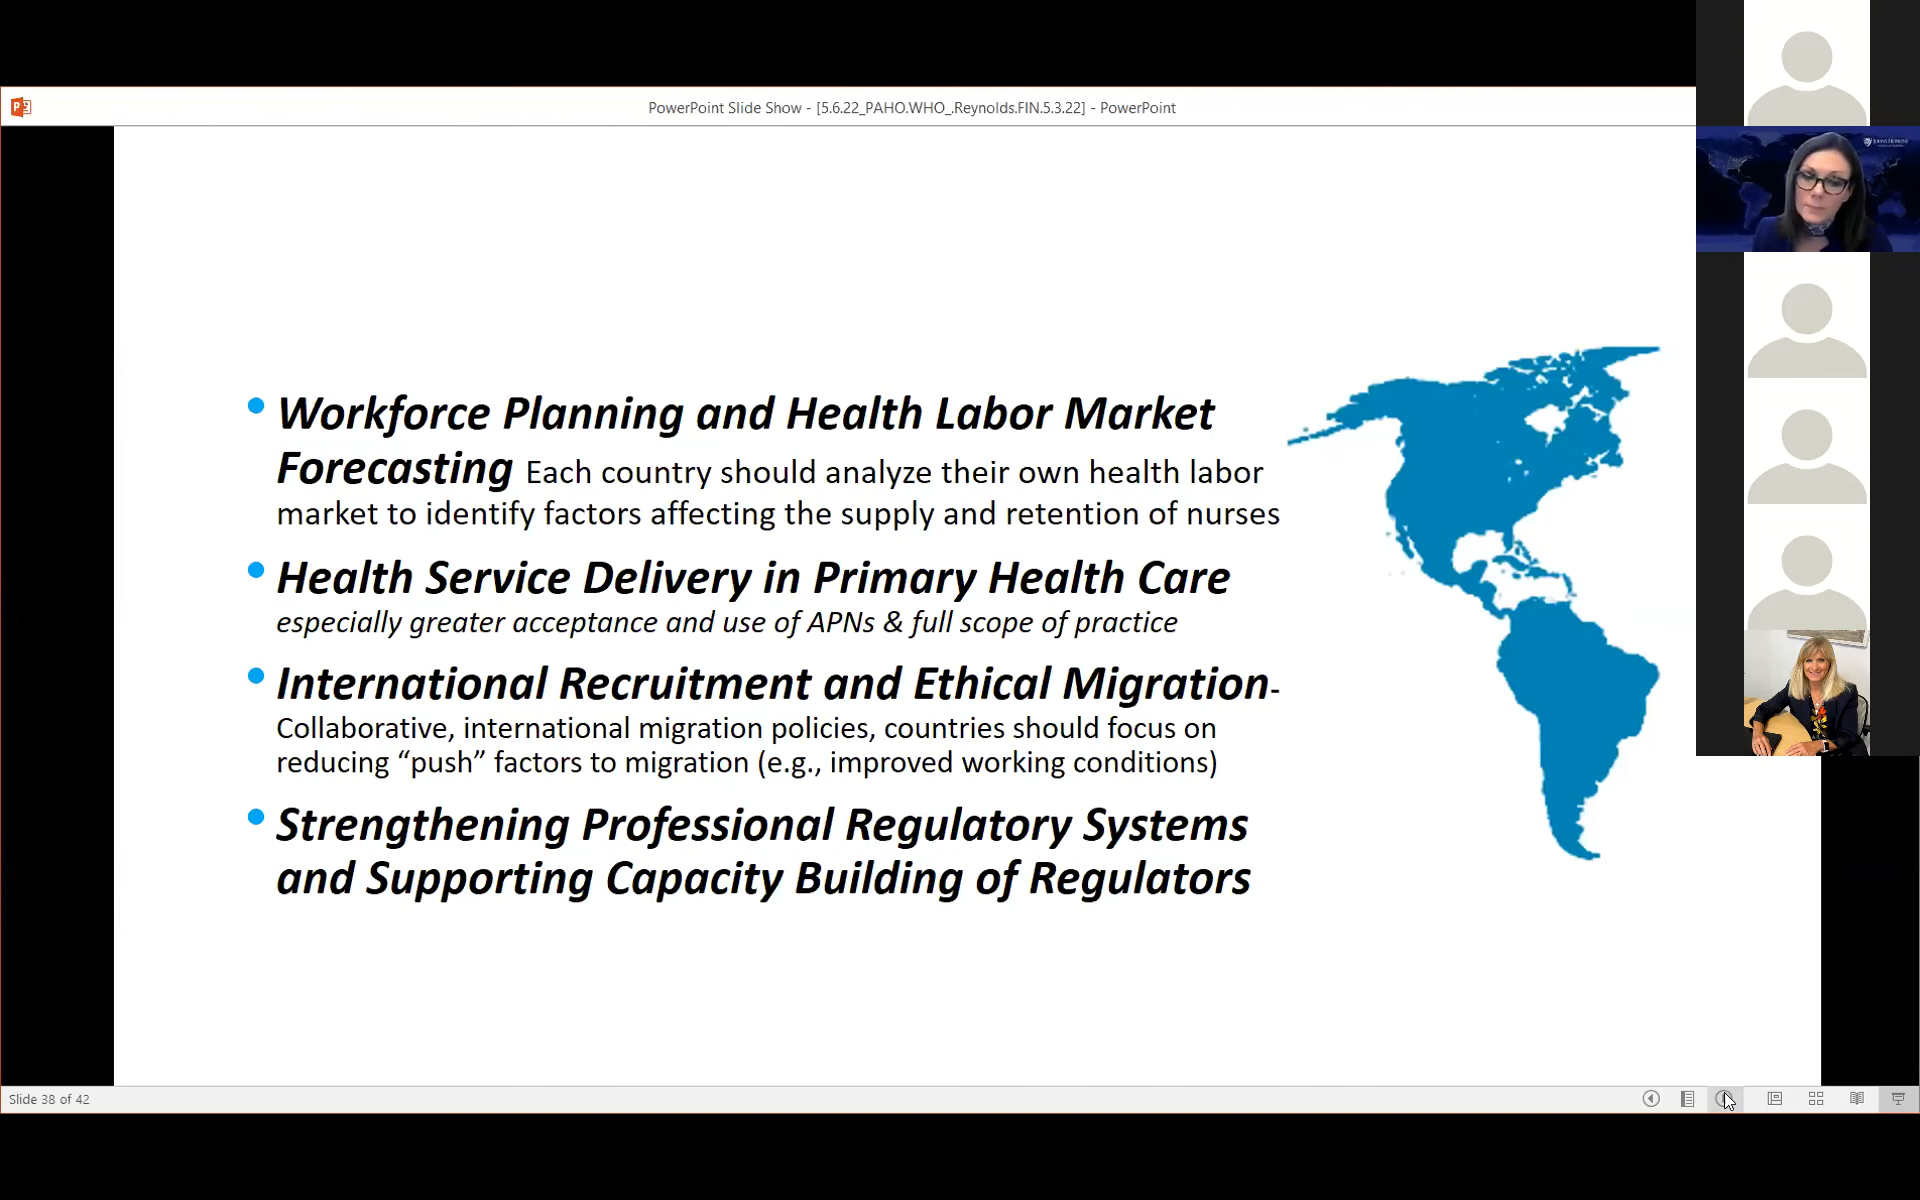 PowerPoint Slide Show - [5.6.22_PAHO.WHO_.Reynolds.FIN.5.3.22] - PowerPoint
JOHNS HOPKINS
• Workforce Planning and Health Labor Market
Forecasting Each country should analyze their own health labor
market to identify factors affecting the supply and retention of nurses
• Health Service Delivery in Primary Health Care
especially greater acceptance and use of APNs & full scope of practice
• International Recruitment and Ethical Migration-
Collaborative, international migration policies, countries should focus on
reducing “push” factors to migration (e.g., improved working conditions)
• Strengthening Professional Regulatory Systems
and Supporting Capacity Building of Regulators
Slide 38 of 42